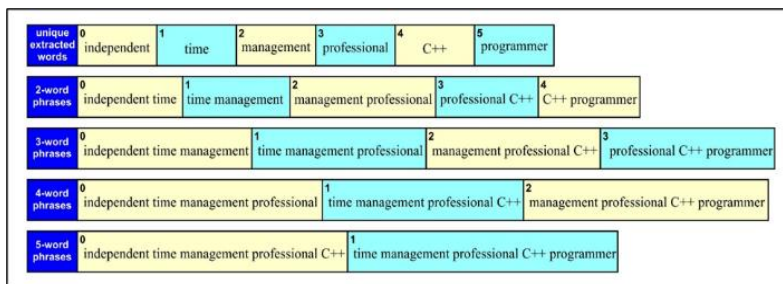 unique extracted words 0 independent 1 time 2 management 3 professional 4 C++ 5 programmer
2-word phrases 0 independent time 1 time management 2 management professional 3 professional C++ 4 C++ programmer
3-word phrases 0 independent time management 1 time management professional 2 management professional C++ 3 professional C++ programmer
4-word phrases 0 independent time management professional 1 time management professional C++ 2 management professional C++ programmer
5-word phrases 0 independent time management professional C++ 1 time management professional C++ programmer